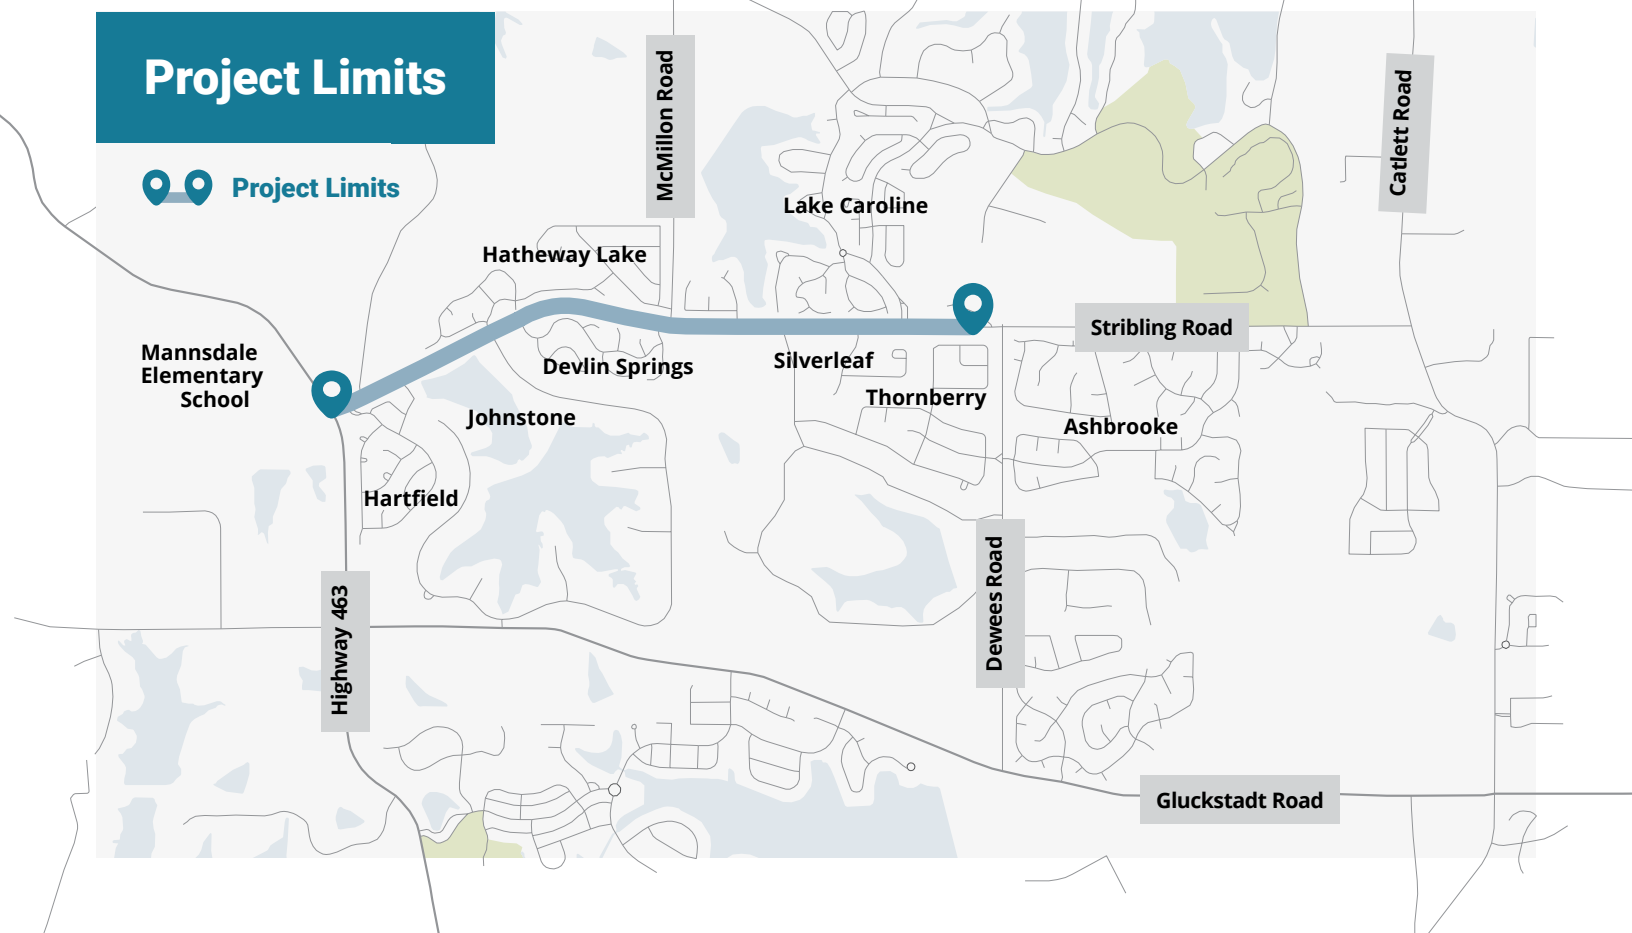 Project Limits
Project Limits
McMillon Road
Catlett Road
Lake Caroline
Hatheway Lake
Stribling Road
Mannsdale
Elementary
School
Devlin Springs
Silverleaf
Thornberry
Johnstone
Ashbrooke
Hartfield
Dewees Road
Highway 463
Gluckstadt Road